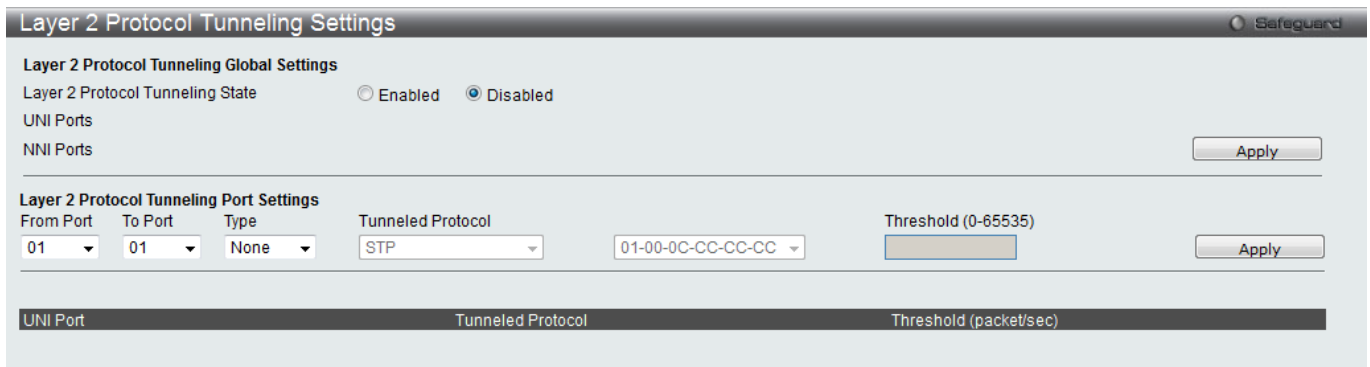 Layer 2 Protocol Tunneling Settings
Safeguard
Layer 2 Protocol Tunneling Global Settings
Layer 2 Protocol Tunneling State Enabled Disabled
UNI Ports
NNI Ports Apply
Layer 2 Protocol Tunneling Port Settings
From Port To Port Type Tunneled Protocol Threshold (0-65535)
01 01 None STP 01-00-0C-CC-CC-CC Apply
UNI Port Tunneled Protocol Threshold (packet/sec)